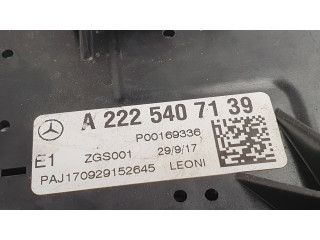 A 222 540 71 39
P00169336
E1 ZGS001 29/9/17
PAJ170929152645 LEONI